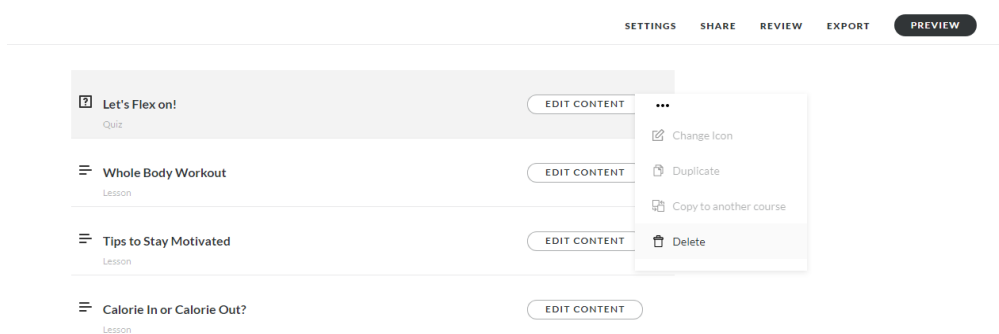 SETTINGS SHARE REVIEW EXPORT PREVIEW
Let's Flex on! EDIT CONTENT •••
Quiz
Change Icon
Whole Body Workout EDIT CONTENT Duplicate
Lesson
Copy to another course
Tips to Stay Motivated EDIT CONTENT Delete
Lesson
Calorie In or Calorie Out? EDIT CONTENT
Lesson